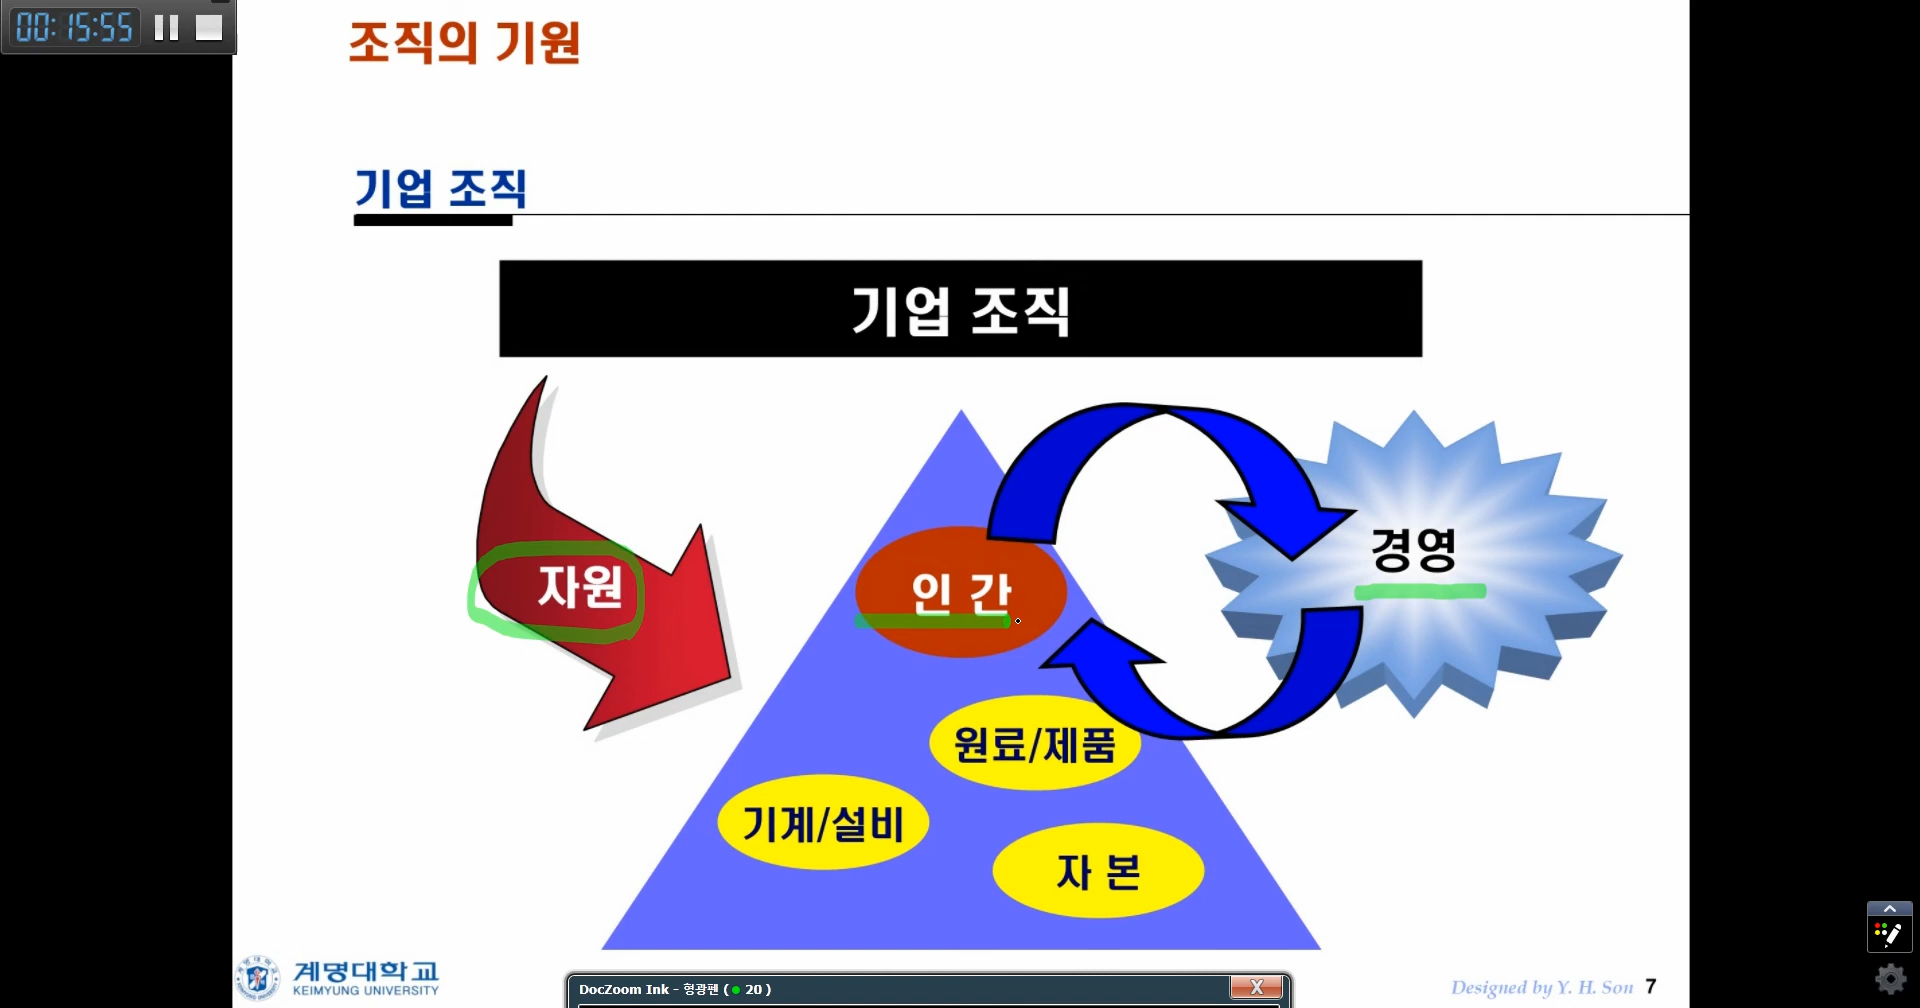 00:15:55
조직의 기원
기업 조직
기업 조직
자원
인 간
경영
원료/제품
기계/설비
자 본
계명대학교
KEIMYUNG UNIVERSITY
DocZoom Ink - 형광펜 ( 20 )
X
Designed by Y. H. Son 7